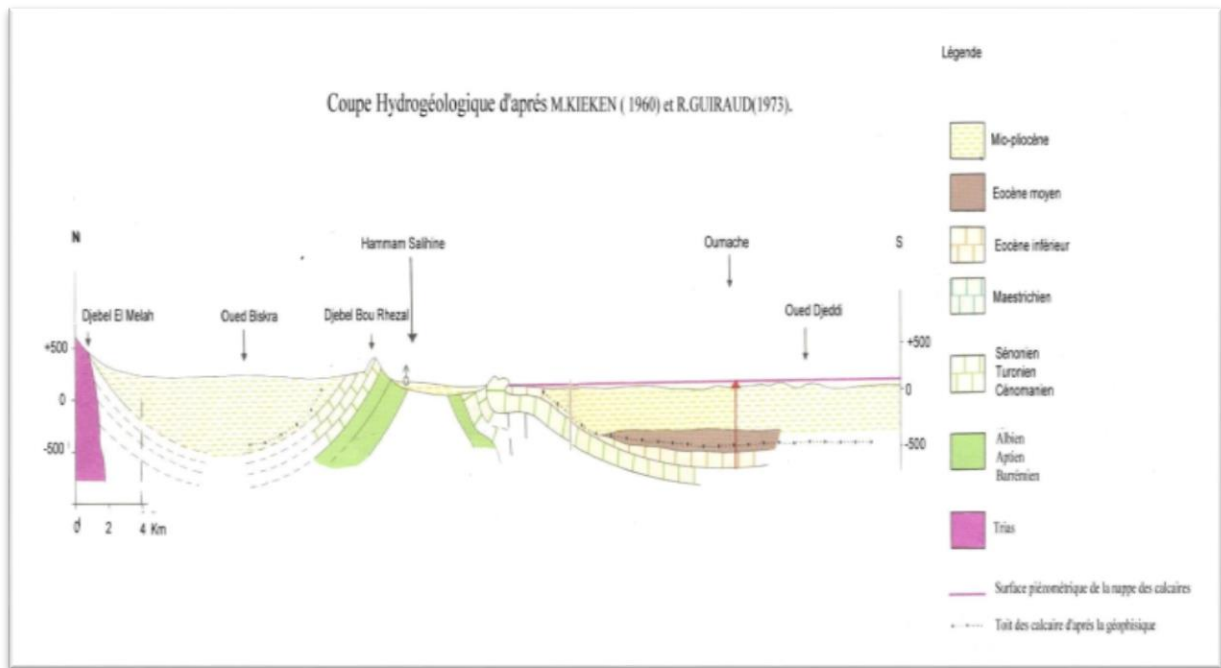 Légende
Coupe Hydrogéologique d'aprés M.KIEKEN ( 1960) et R.GUIRAUD(1973).
Mio-pliocène
Eocène moyen
N
Hammam Salihine
Oumache
S
Eocène inférieur
Djebel El Melah
Oued Biskra
Djebel Bou Rhezal
Oued Djeddi
Maestrichien
+500
+500
0
0
-500
-500
Sénonien
Turonien
Cénomanien
Albien
Aptien
Barrémien
0 2 4 Km
Trias
Surface piézométrique de la nappe des calcaires
Toit des calcaire d'après la géophisique